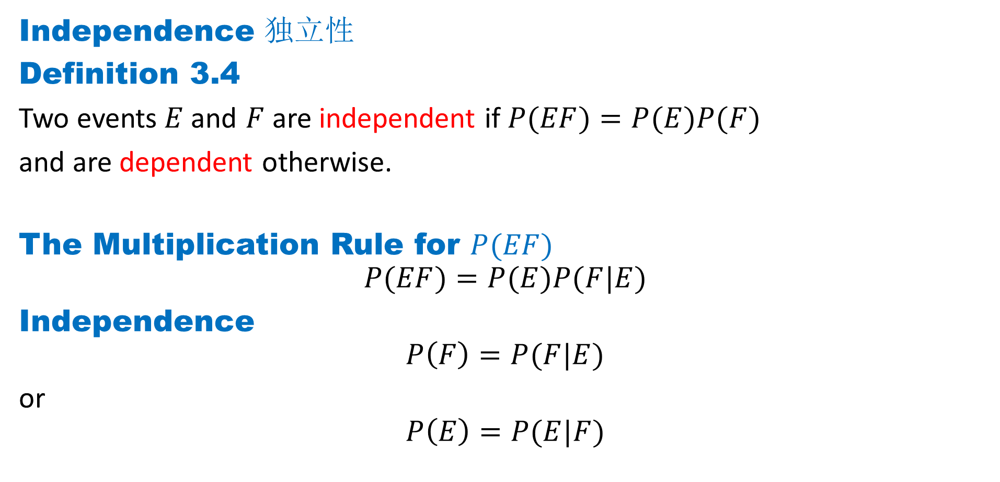 Independence 独立性
Definition 3.4
Two events E and F are independent if P(EF) = P(E)P(F)
and are dependent otherwise.
The Multiplication Rule for P(EF)
P(EF) = P(E)P(F|E)
Independence
P(F) = P(F|E)
or
P(E) = P(E|F)